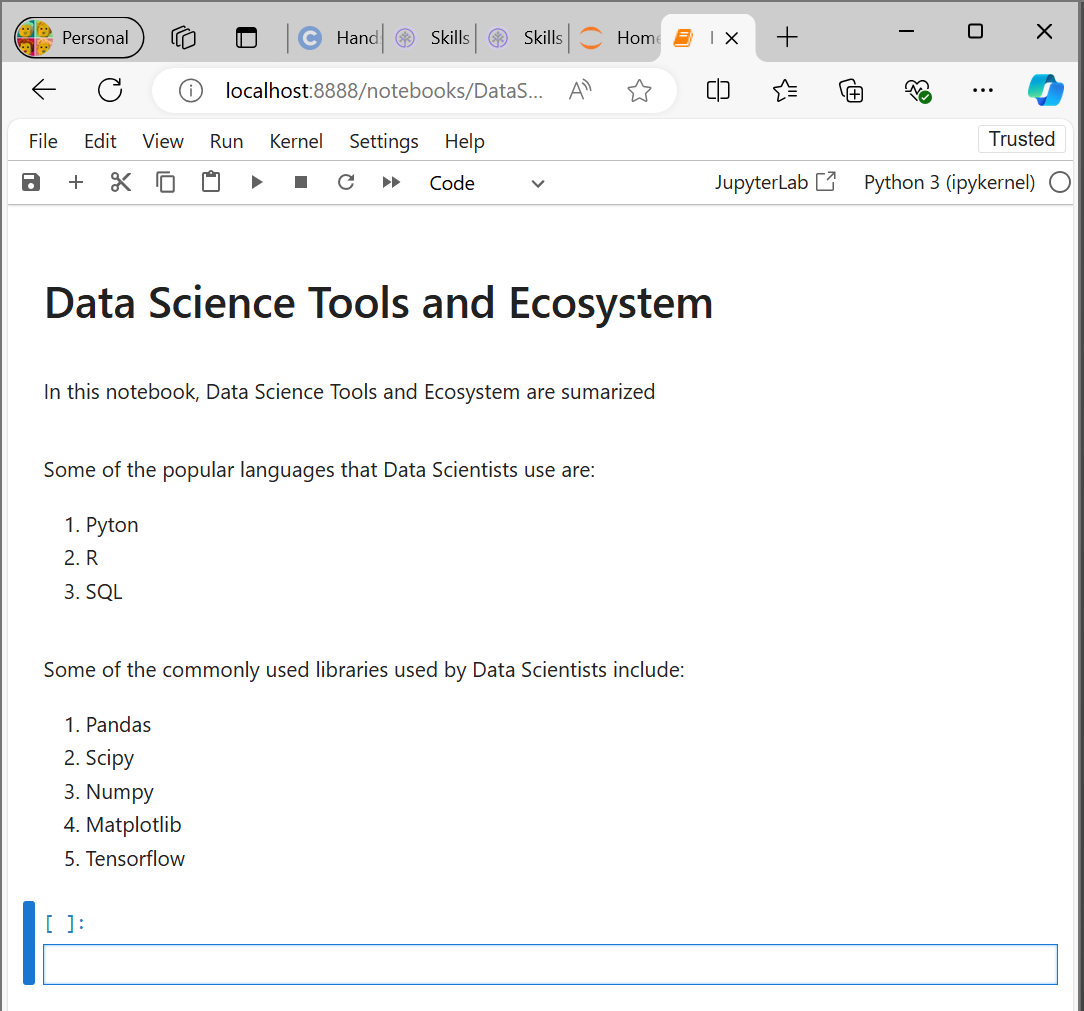 Personal
Hand
Skills
Skills
Home
localhost:8888/notebooks/DataS...
File Edit View Run Kernel Settings Help
Trusted
Code
JupyterLab
Python 3 (ipykernel)
Data Science Tools and Ecosystem
In this notebook, Data Science Tools and Ecosystem are sumarized
Some of the popular languages that Data Scientists use are:
1. Pyton
2. R
3. SQL
Some of the commonly used libraries used by Data Scientists include:
1. Pandas
2. Scipy
3. Numpy
4. Matplotlib
5. Tensorflow
[ ]: